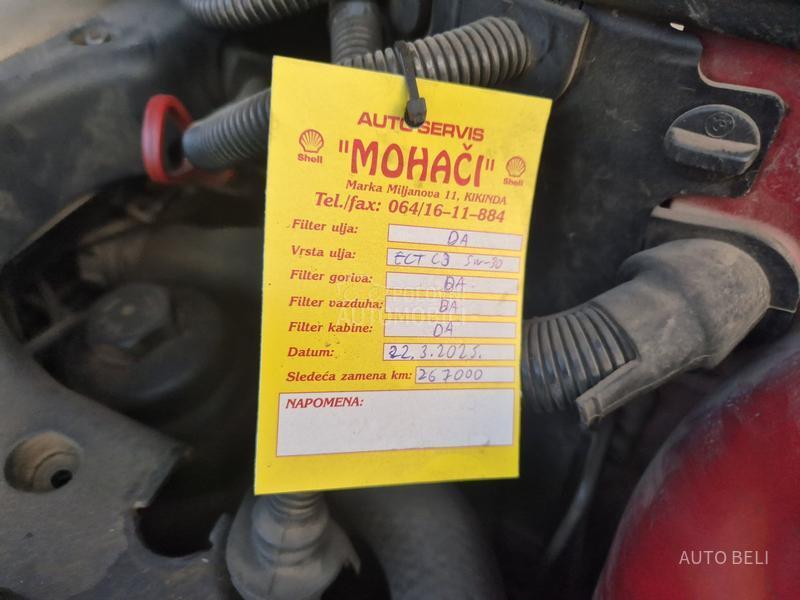 AUTO SERVIS
Shell "MOHAČI" Shell
Marka Miljanova 11, KIKINDA
Tel./fax: 064/16-11-884
Filter ulja: DA
Vrsta ulja: ECT C3 5W-30
Filter goriva: DA
Filter vazduha: DA
Filter kabine: DA
Datum: 22.3.2025.
Sledeća zamena km: 267000
NAPOMENA:
AUTO BELI